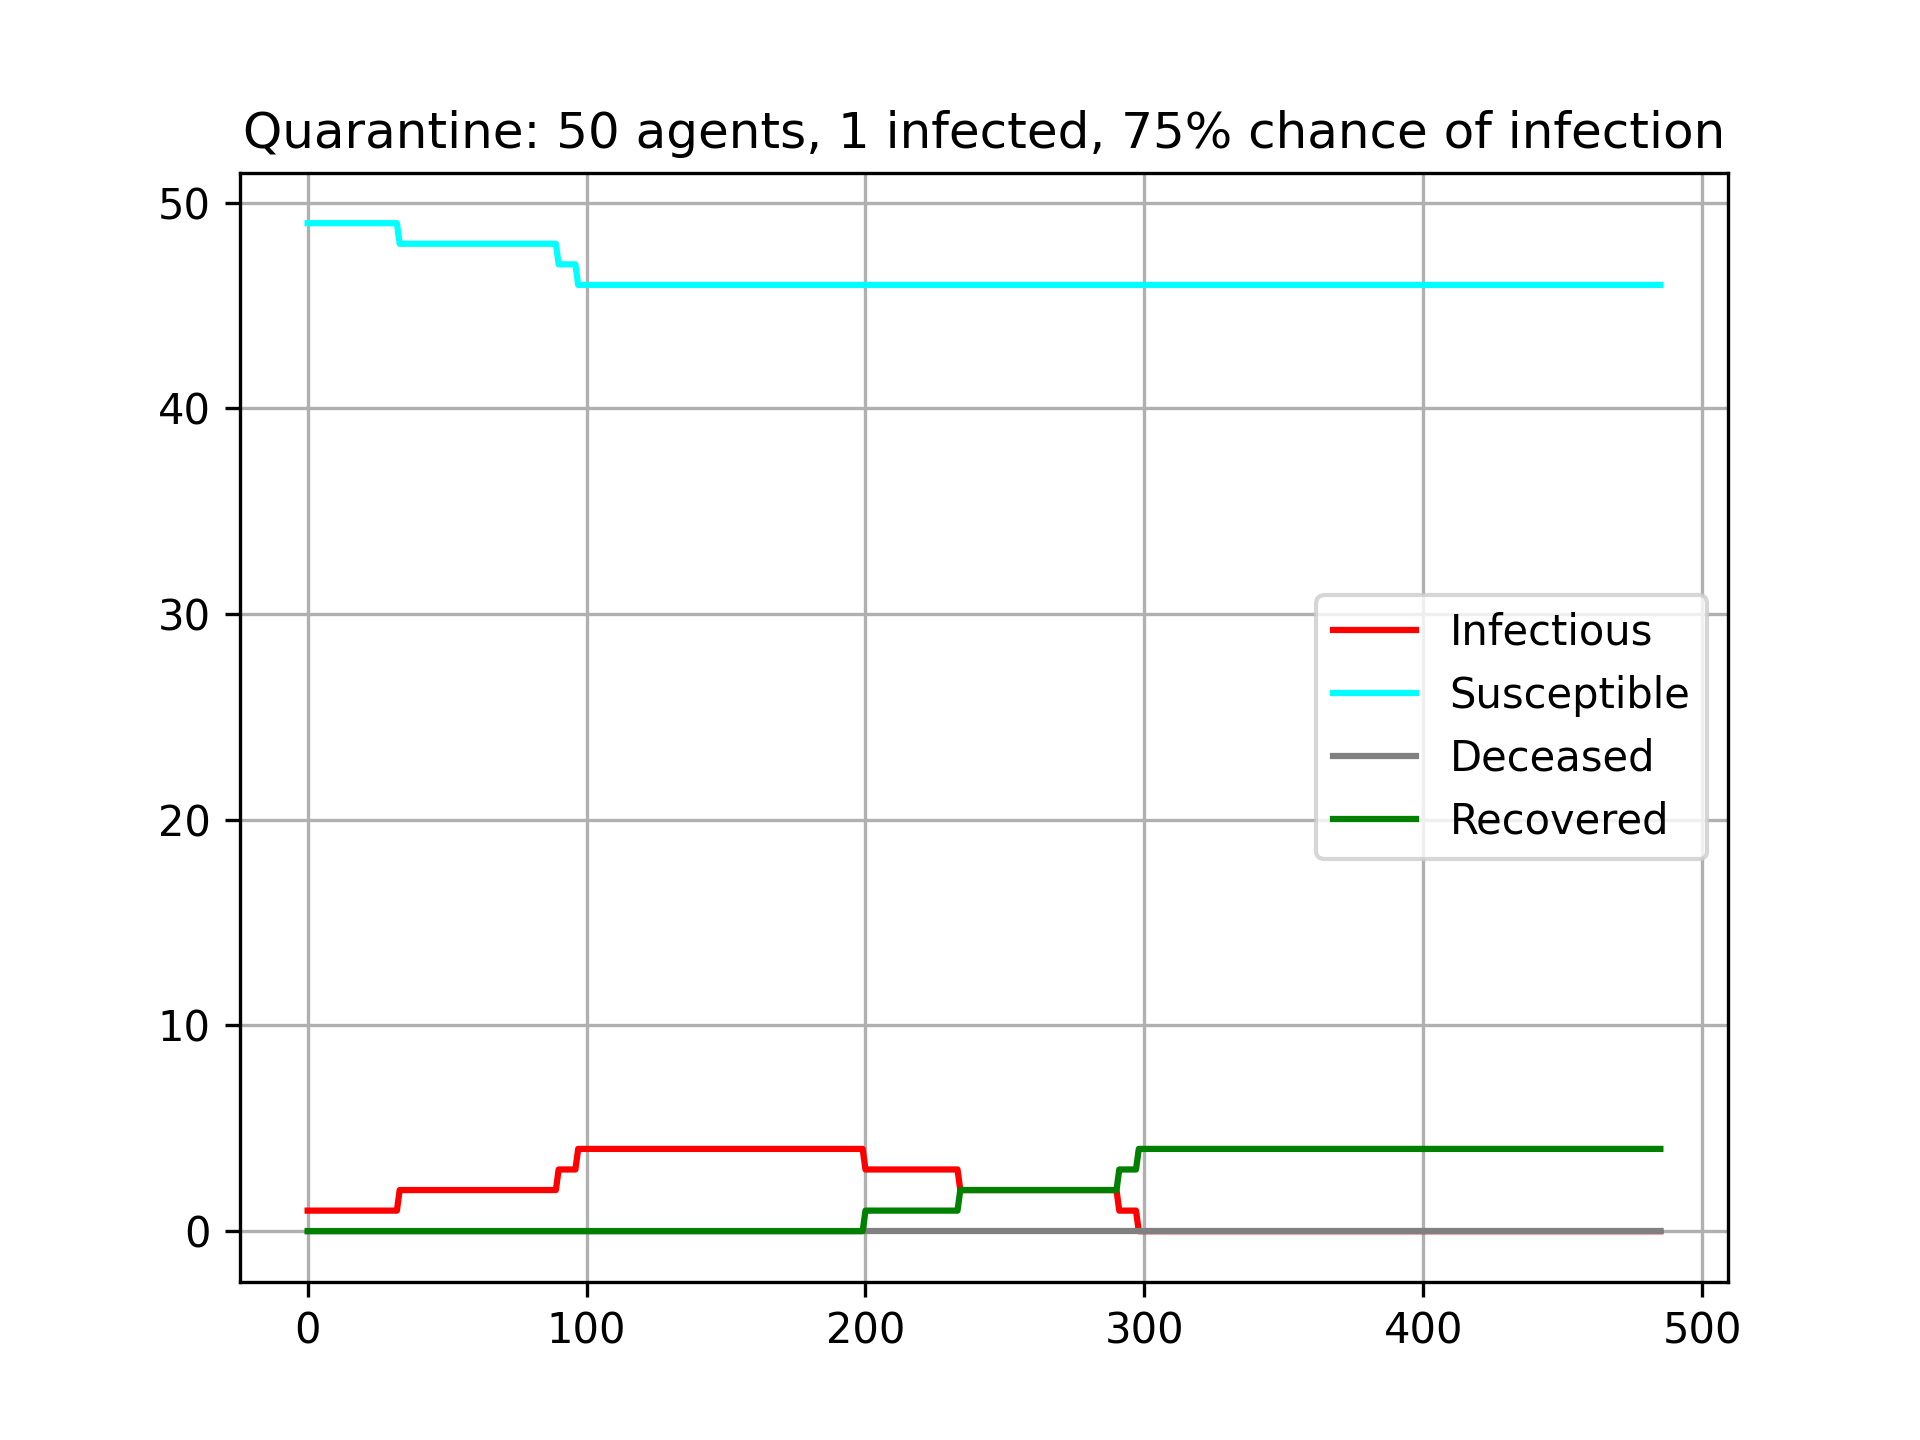 Quarantine: 50 agents, 1 infected, 75% chance of infection
50
40
30
20
10
0
Infectious
Susceptible
Deceased
Recovered
0 100 200 300 400 500